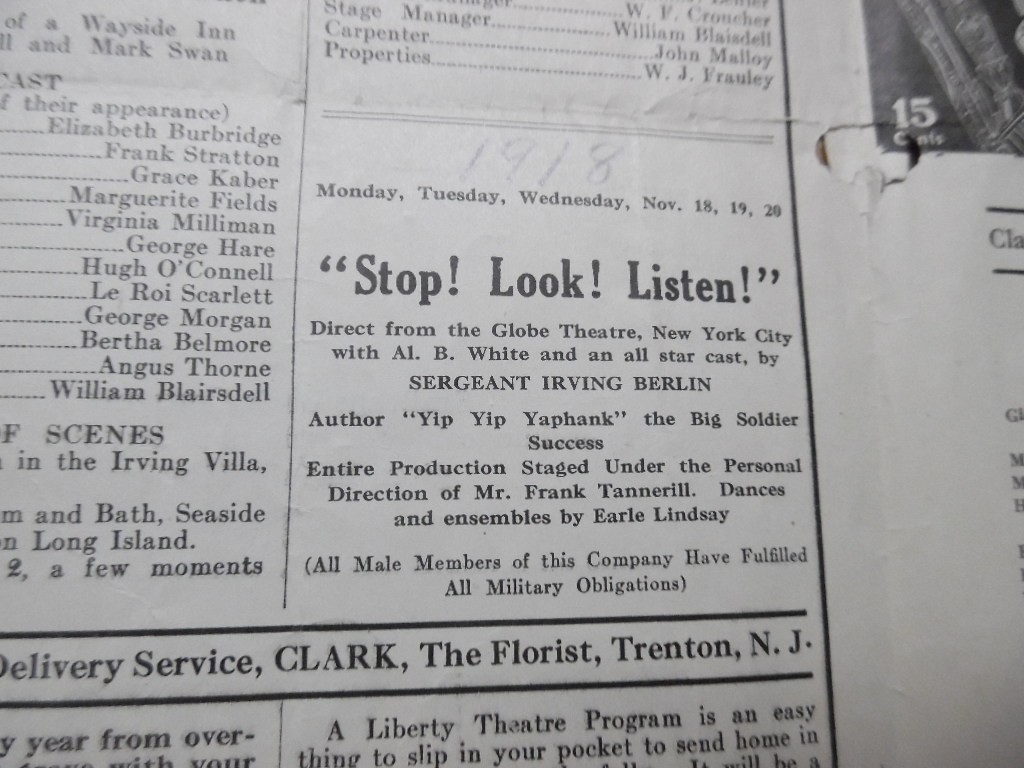 of a Wayside Inn
ll and Mark Swan
CAST
f their appearance)
Elizabeth Burbridge
Frank Stratton
Grace Kaber
Marguerite Fields
Virginia Milliman
George Hare
Hugh O'Connell
Le Roi Scarlett
George Morgan
Bertha Belmore
Angus Thorne
William Blairsdell
F SCENES
in the Irving Villa,
m and Bath, Seaside
n Long Island.
2, a few moments
W. F. Croucher
Stage Manager William Blaisdell
Carpenter John Malloy
Properties W. J. Frauley
1918
Monday, Tuesday, Wednesday, Nov. 18, 19, 20
"Stop! Look! Listen!"
Direct from the Globe Theatre, New York City
with Al. B. White and an all star cast, by
SERGEANT IRVING BERLIN
Author "Yip Yip Yaphank" the Big Soldier
Success
Entire Production Staged Under the Personal
Direction of Mr. Frank Tannerill. Dances
and ensembles by Earle Lindsay
(All Male Members of this Company Have Fulfilled
All Military Obligations)
Delivery Service, CLARK, The Florist, Trenton, N. J.
y year from over-
with your
A Liberty Theatre Program is an easy
thing to slip in your pocket to send home in
It will be a
15
Cents
Cla